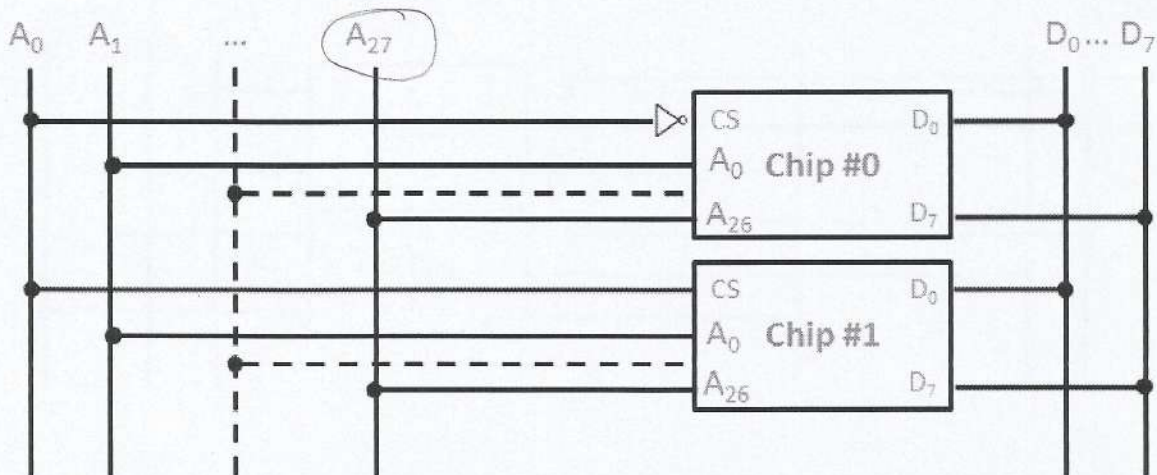 A₀ A₁ ... A₂₇ D₀ ... D₇
CS D₀
A₀ Chip #0
A₂₆ D₇
CS D₀
A₀ Chip #1
A₂₆ D₇